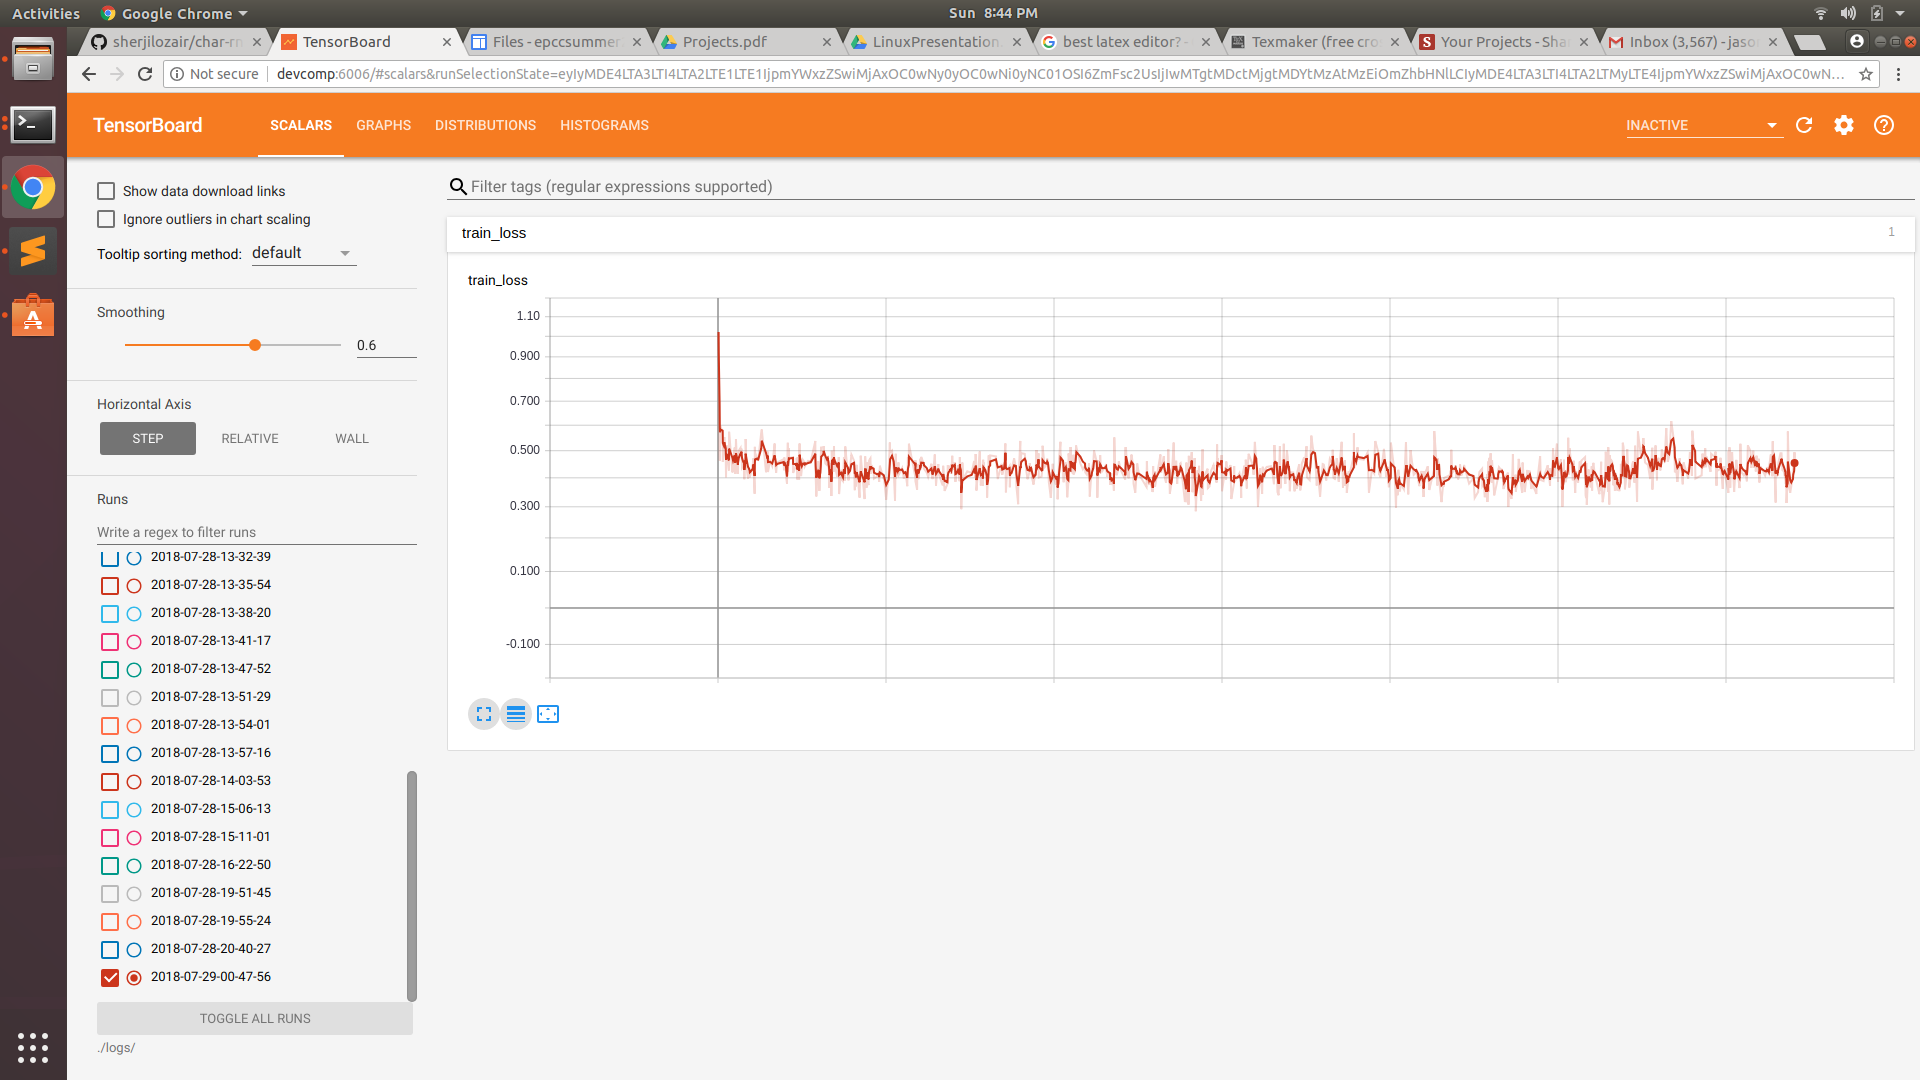 Activities
Google Chrome
Sun 8:44 PM
sherjilozair/char-rn
TensorBoard
Files - epccsummer
Projects.pdf
LinuxPresentation.
best latex editor? -
Texmaker (free cro
Your Projects - Sha
Inbox (3,567) - jaso
Not secure
TensorBoard
SCALARS
GRAPHS
DISTRIBUTIONS
HISTOGRAMS
INACTIVE
Show data download links
Ignore outliers in chart scaling
Tooltip sorting method: default
Smoothing
0.6
Horizontal Axis
STEP
RELATIVE
WALL
Runs
Write a regex to filter runs
2018-07-28-13-32-39
2018-07-28-13-35-54
2018-07-28-13-38-20
2018-07-28-13-41-17
2018-07-28-13-47-52
2018-07-28-13-51-29
2018-07-28-13-54-01
2018-07-28-13-57-16
2018-07-28-14-03-53
2018-07-28-15-06-13
2018-07-28-15-11-01
2018-07-28-16-22-50
2018-07-28-19-51-45
2018-07-28-19-55-24
2018-07-28-20-40-27
2018-07-29-00-47-56
TOGGLE ALL RUNS
./logs/
Filter tags (regular expressions supported)
train_loss
1
train_loss
1.10
0.900
0.700
0.500
0.300
0.100
-0.100